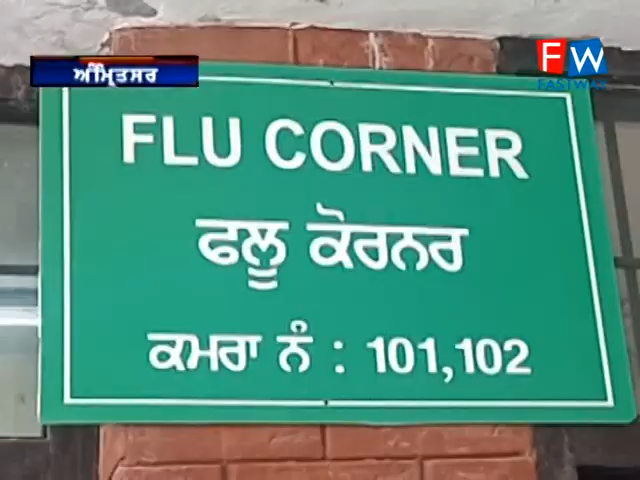 ਅੰਮ੍ਰਿਤਸਰ
FW
FASTWAY
FLU CORNER
ਫਲੂ ਕੋਰਨਰ
ਕਮਰਾ ਨੰ : 101,102